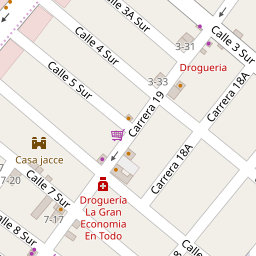 Calle 3A Sur
Calle 3 Sur
3-31
Calle 4 Sur
Drogueria
3-33
Calle 5 Sur
Carrera 18A
Carrera 19
Casa jacce
Carrera 18A
7-20
Calle 7 Sur
Droguería
La Gran
Economia
En Todo
7-17
Calle 8 Sur